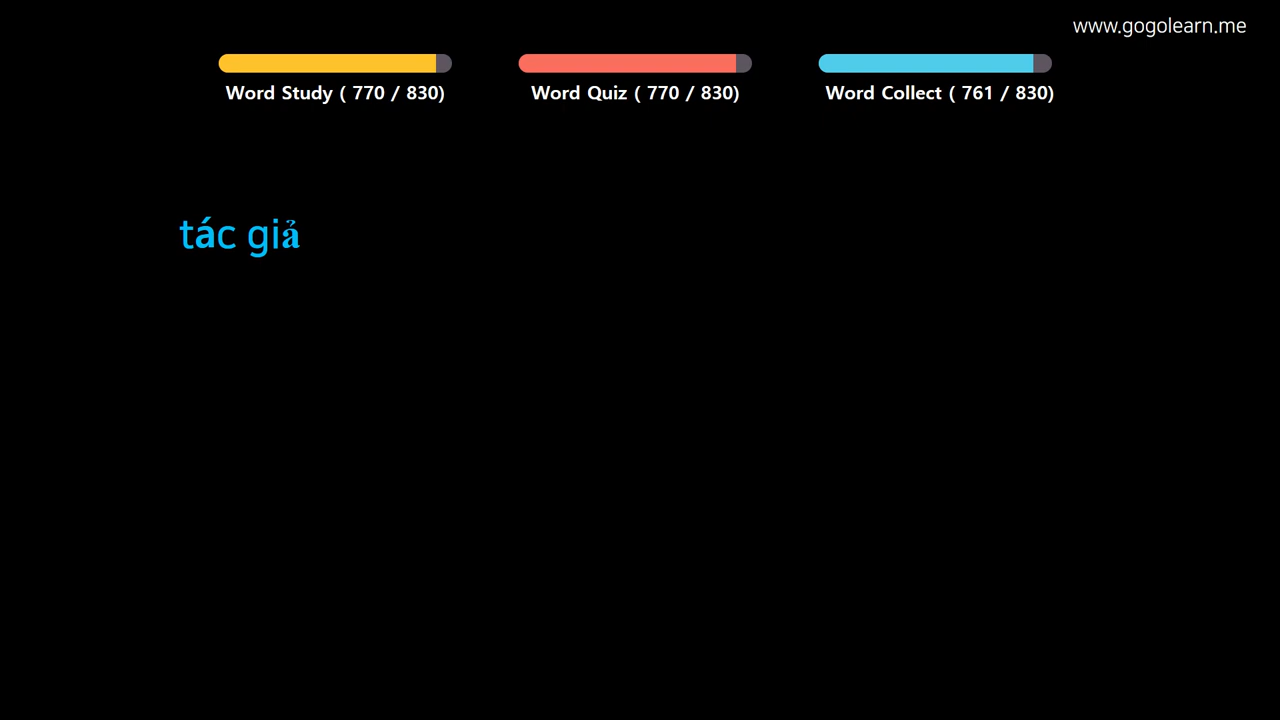 www.gogolearn.me
Word Study ( 770 / 830)
Word Quiz ( 770 / 830)
Word Collect ( 761 / 830)
tác giả